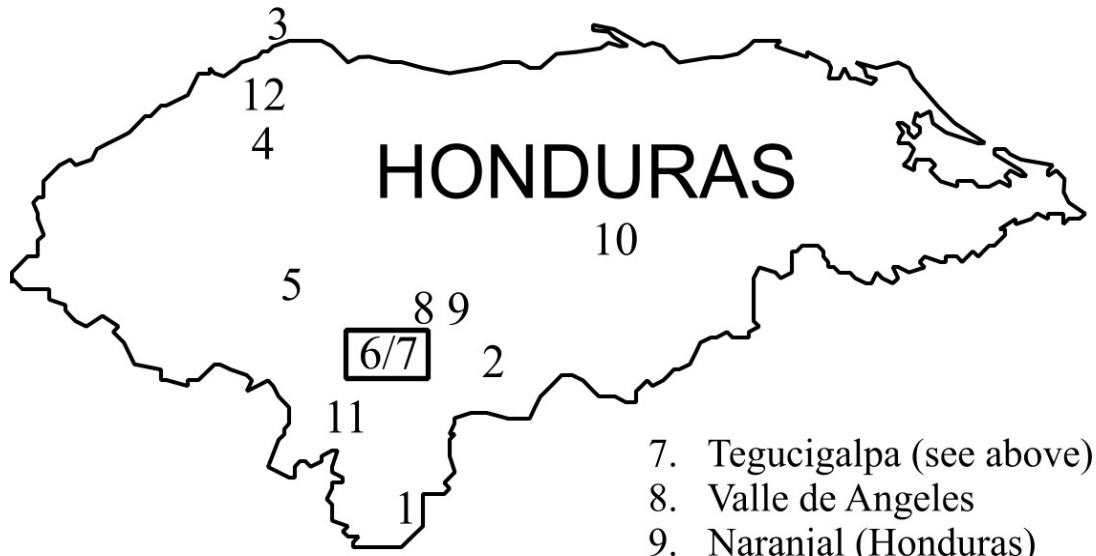 3
12
4
HONDURAS
10
5
8 9
6/7
2
11
1
7. Tegucigalpa (see above)
8. Valle de Angeles
9. Naranjal (Honduras)